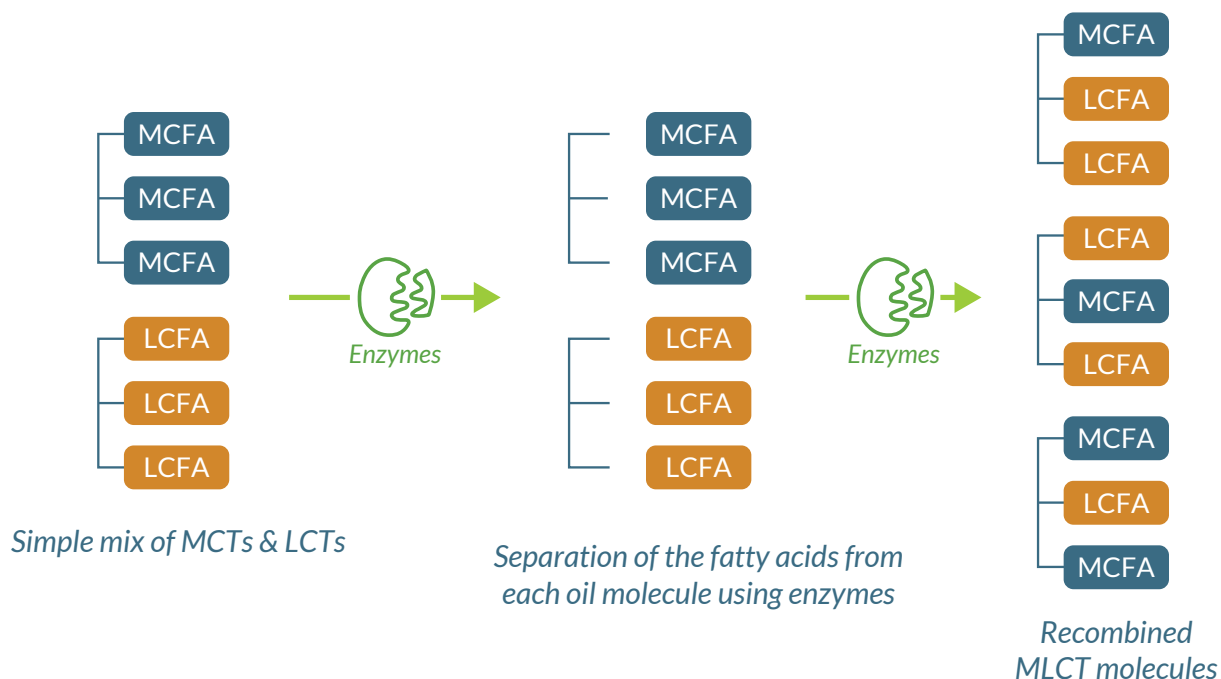 MCFA
MCFA
MCFA
LCFA
LCFA
LCFA
Simple mix of MCTs & LCTs
Enzymes
MCFA
MCFA
MCFA
LCFA
LCFA
LCFA
Separation of the fatty acids from
each oil molecule using enzymes
Enzymes
MCFA
LCFA
LCFA
LCFA
MCFA
LCFA
MCFA
LCFA
MCFA
Recombined
MLCT molecules